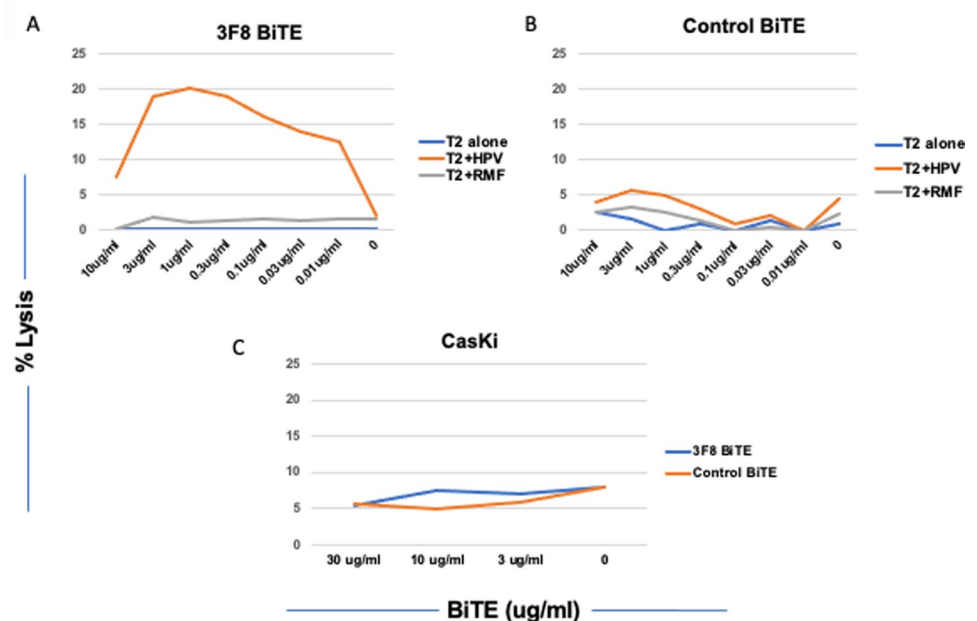 A
3F8 BiTE
25
20
15
10
5
0
10ug/ml
3ug/ml
1ug/ml
0.3ug/ml
0.1ug/ml
0.03ug/ml
0.01ug/ml
0
T2 alone
T2+HPV
T2+RMF
B
Control BiTE
25
20
15
10
5
0
10ug/ml
3ug/ml
1ug/ml
0.3ug/ml
0.1ug/ml
0.03ug/ml
0.01ug/ml
0
T2 alone
T2+HPV
T2+RMF
% Lysis
C
CasKi
25
20
15
10
5
0
30 ug/ml
10 ug/ml
3 ug/ml
0
3F8 BiTE
Control BiTE
BiTE (ug/ml)